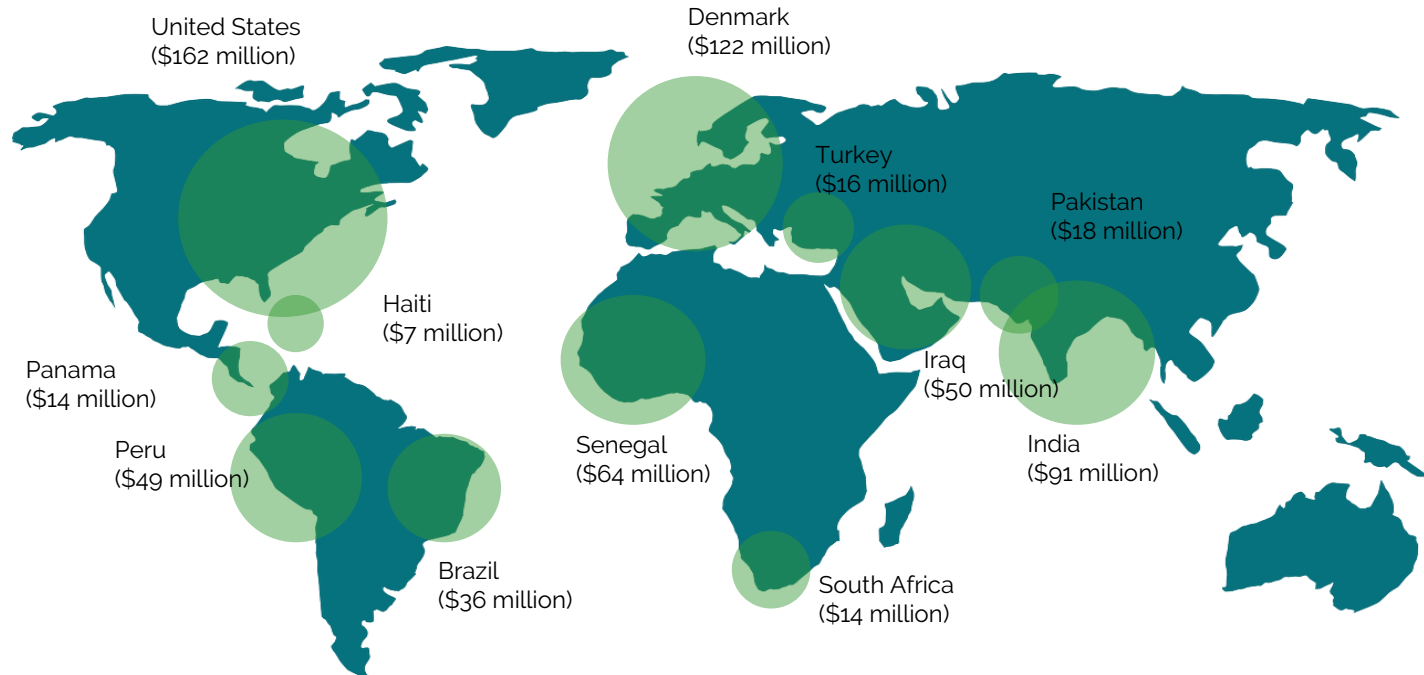 United States
($162 million)
Denmark
($122 million)
Turkey
($16 million)
Pakistan
($18 million)
Haiti
($7 million)
Panama
($14 million)
Iraq
($50 million)
Peru
($49 million)
Senegal
($64 million)
India
($91 million)
Brazil
($36 million)
South Africa
($14 million)